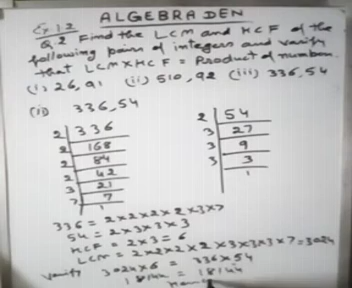 ALGEBRA DEN
Ex 1.2
Q.2 Find the LCM and HCF of the
following pairs of integers and verify
that LCM×HCF = Product of numbers.
(i) 26, 91 (ii) 510, 92 (iii) 336, 54
336, 54
2 336
2 168
2 84
2 42
3 21
7 7
1
2 54
3 27
3 9
3 3
1
336 = 2×2×2×2×3×7
54 = 2×3×3×3
HCF = 2×3 = 6
LCM = 2×2×2×2×3×3×3×7 = 3024
Verify 3024×6 = 336×54
18144 = 18144